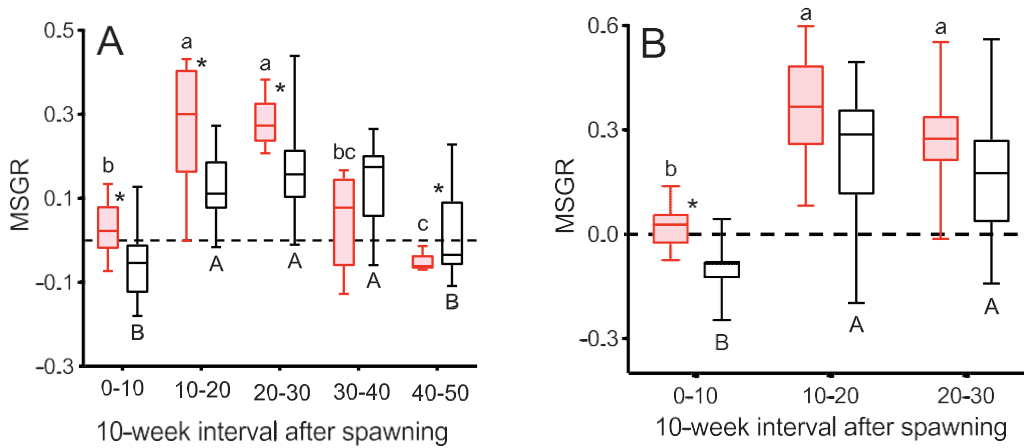 A
MSGR
0.5
0.3
0.1
–0.1
–0.3
b
*
B
a
*
A
a
*
A
bc
A
c
*
B
0-10 10-20 20-30 30-40 40-50
10–week interval after spawning
B
MSGR
0.6
0.3
0.0
–0.3
b
*
B
a
A
a
A
0-10 10-20 20-30
10–week interval after spawning